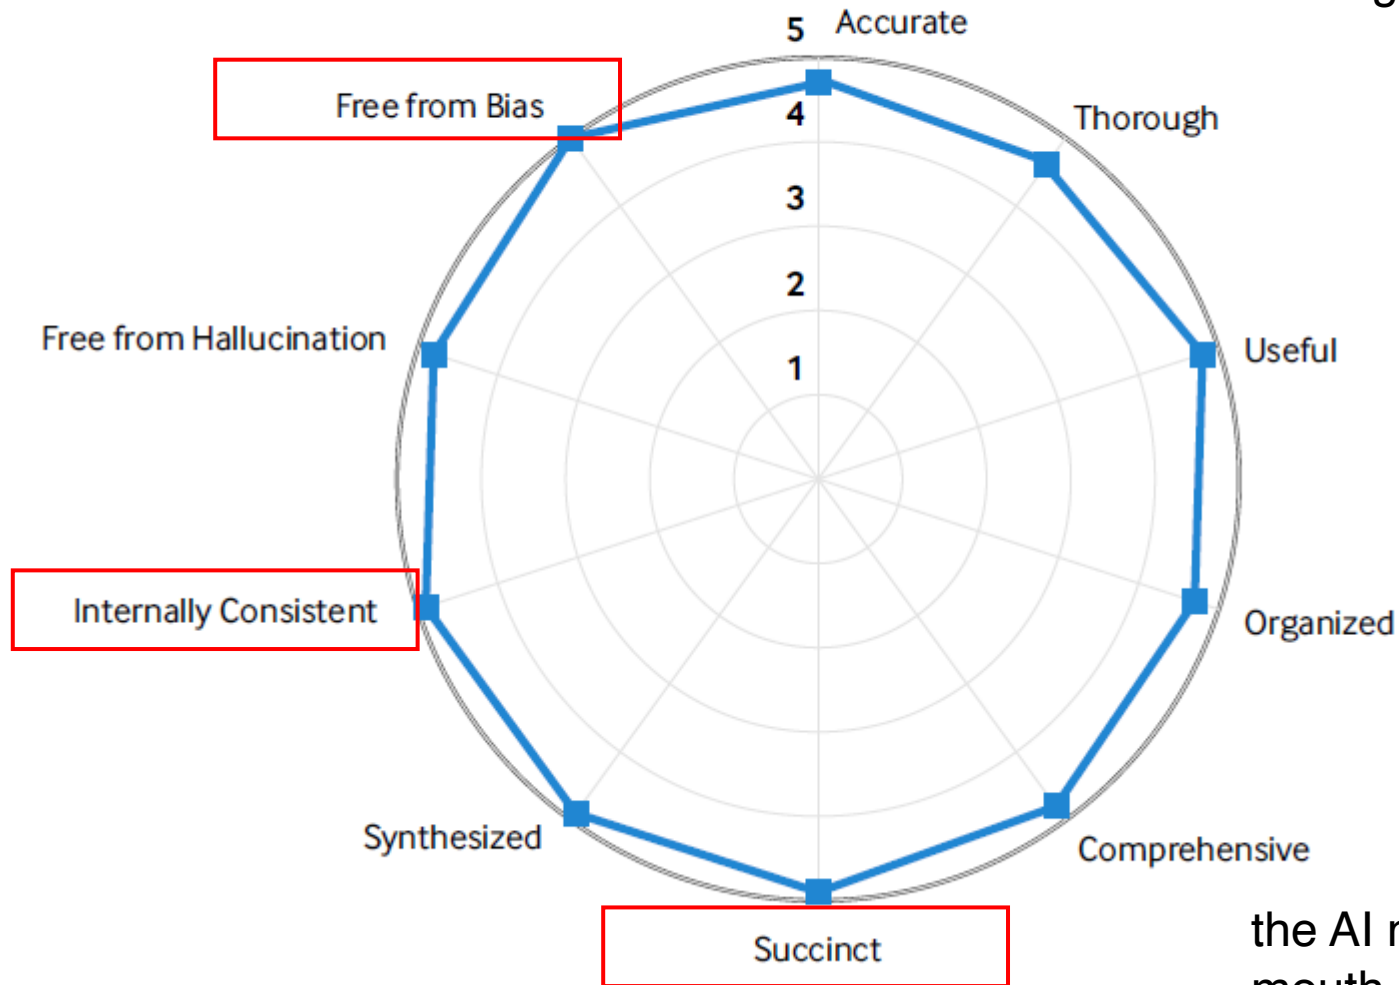 5 Accurate
Free from Bias
4
Thorough
3
2
Free from Hallucination
Useful
1
Internally Consistent
Organized
Synthesized
Comprehensive
Succinct
the AI